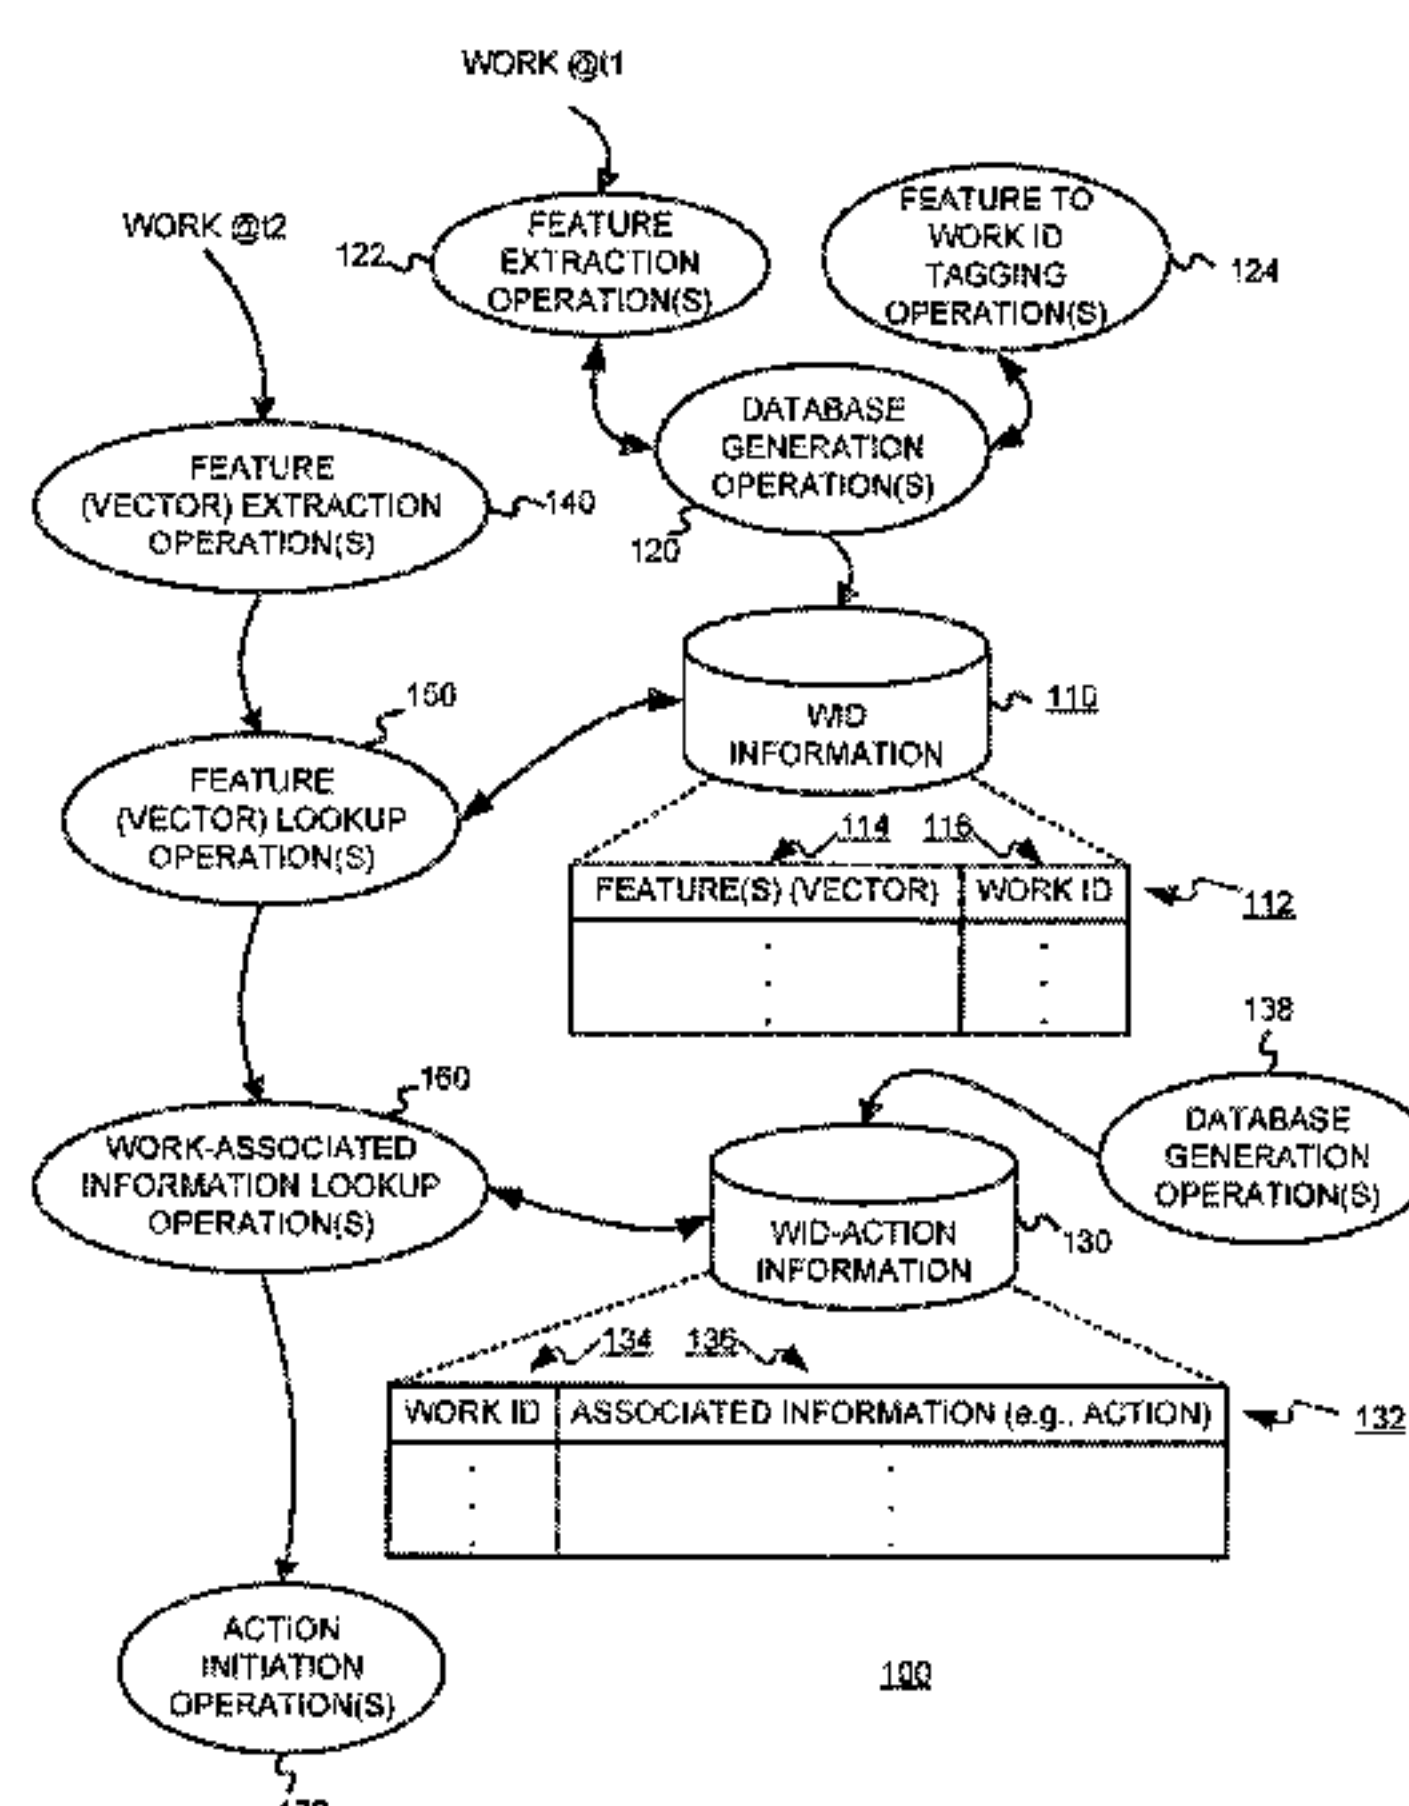 WORK @t1
WORK @t2
122
FEATURE
EXTRACTION
OPERATION(S)
FEATURE TO
WORK ID
TAGGING
OPERATION(S)
124
DATABASE
GENERATION
OPERATION(S)
120
FEATURE
(VECTOR) EXTRACTION
OPERATION(S)
140
150
FEATURE
(VECTOR) LOOKUP
OPERATION(S)
WID
INFORMATION
110
114
116
FEATURE(S) (VECTOR)
WORK ID
112
138
DATABASE
GENERATION
OPERATION(S)
160
WORK-ASSOCIATED
INFORMATION LOOKUP
OPERATION(S)
WID-ACTION
INFORMATION
130
134
136
WORK ID
ASSOCIATED INFORMATION (e.g., ACTION)
132
ACTION
INITIATION
OPERATION(S)
100